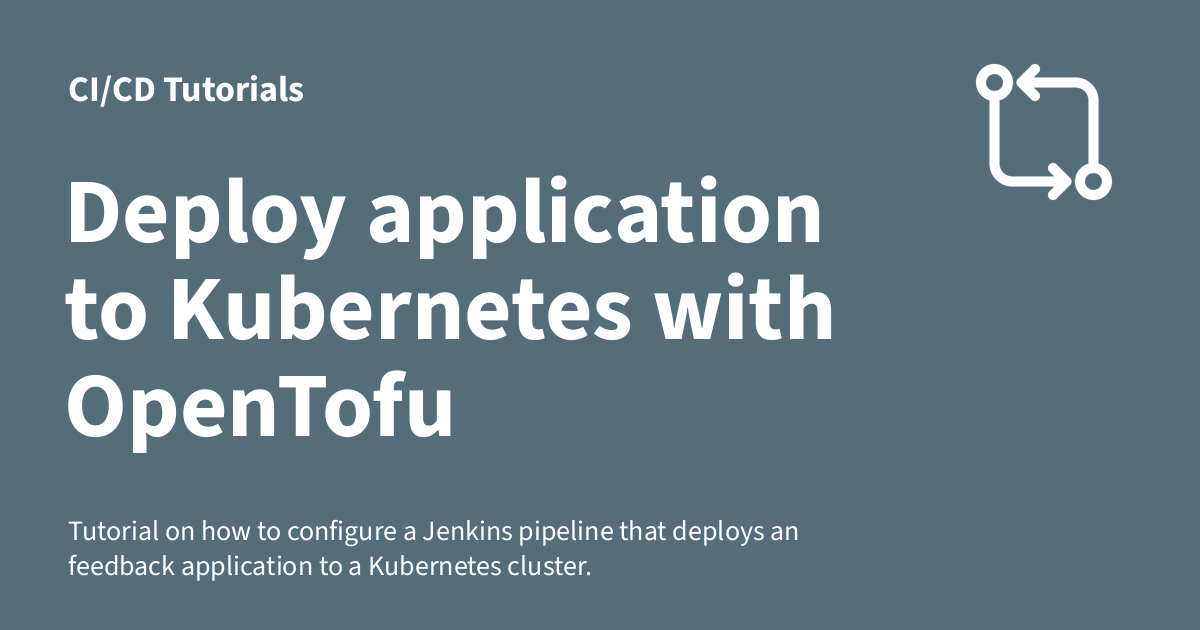 CI/CD Tutorials
Deploy application
to Kubernetes with
OpenTofu
Tutorial on how to configure a Jenkins pipeline that deploys an
feedback application to a Kubernetes cluster.